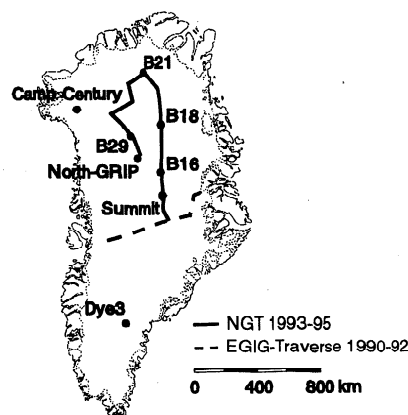 B21
Camp Century
B18
B29
North-GRIP
B16
Summit
Dye3
NGT 1993-95
EGIG-Traverse 1990-92
0 400 800 km